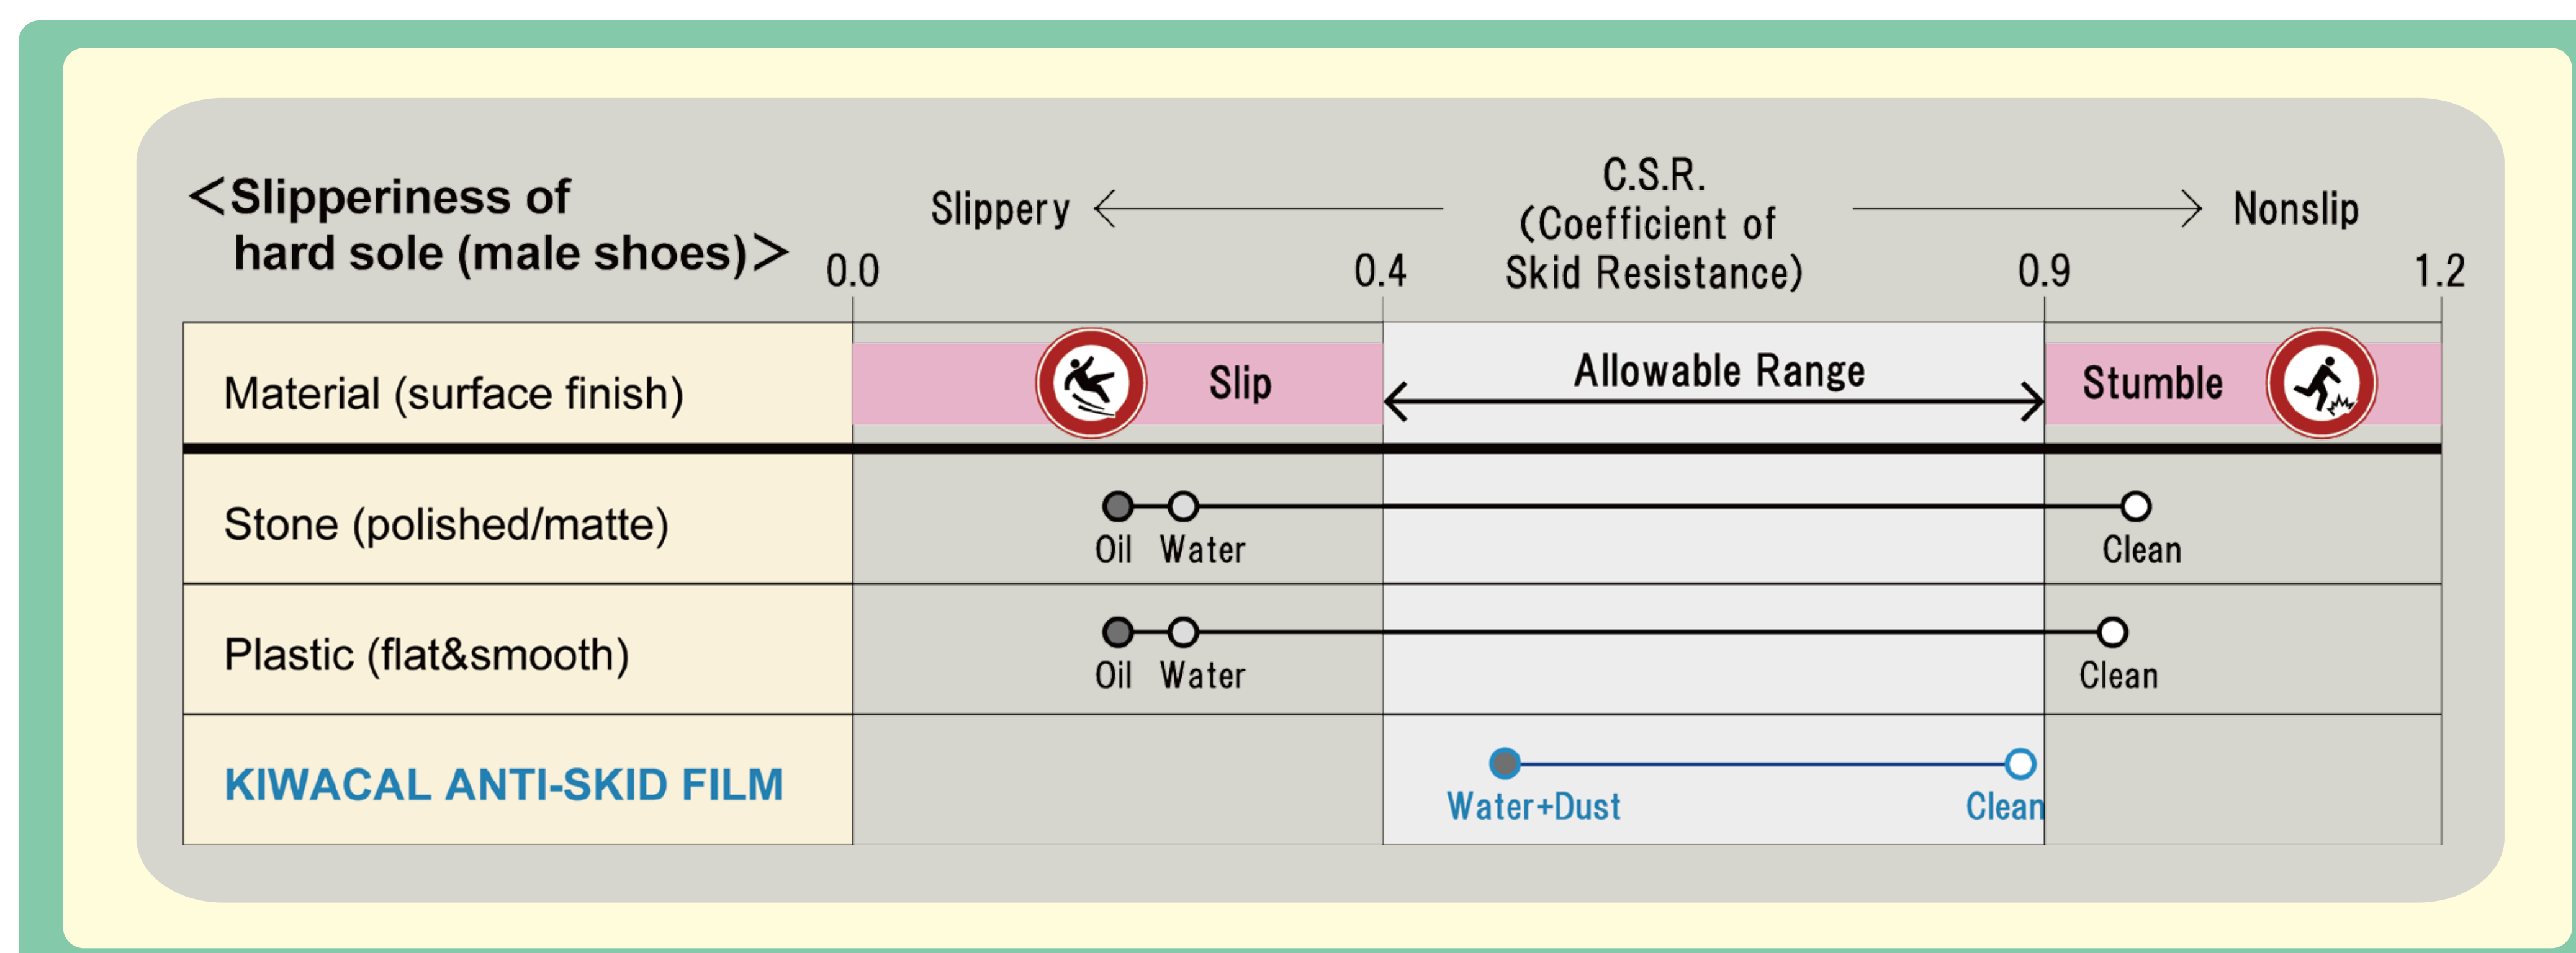 <Slipperiness of
hard sole (male shoes)>
Slippery
C.S.R.
(Coefficient of
Skid Resistance)
Nonslip
0.0
0.4
0.9
1.2
Material (surface finish)
Slip
Allowable Range
Stumble
Stone (polished/matte)
Oil Water
Clean
Plastic (flat&smooth)
Oil Water
Clean
KIWACAL ANTI-SKID FILM
Water+Dust
Clean